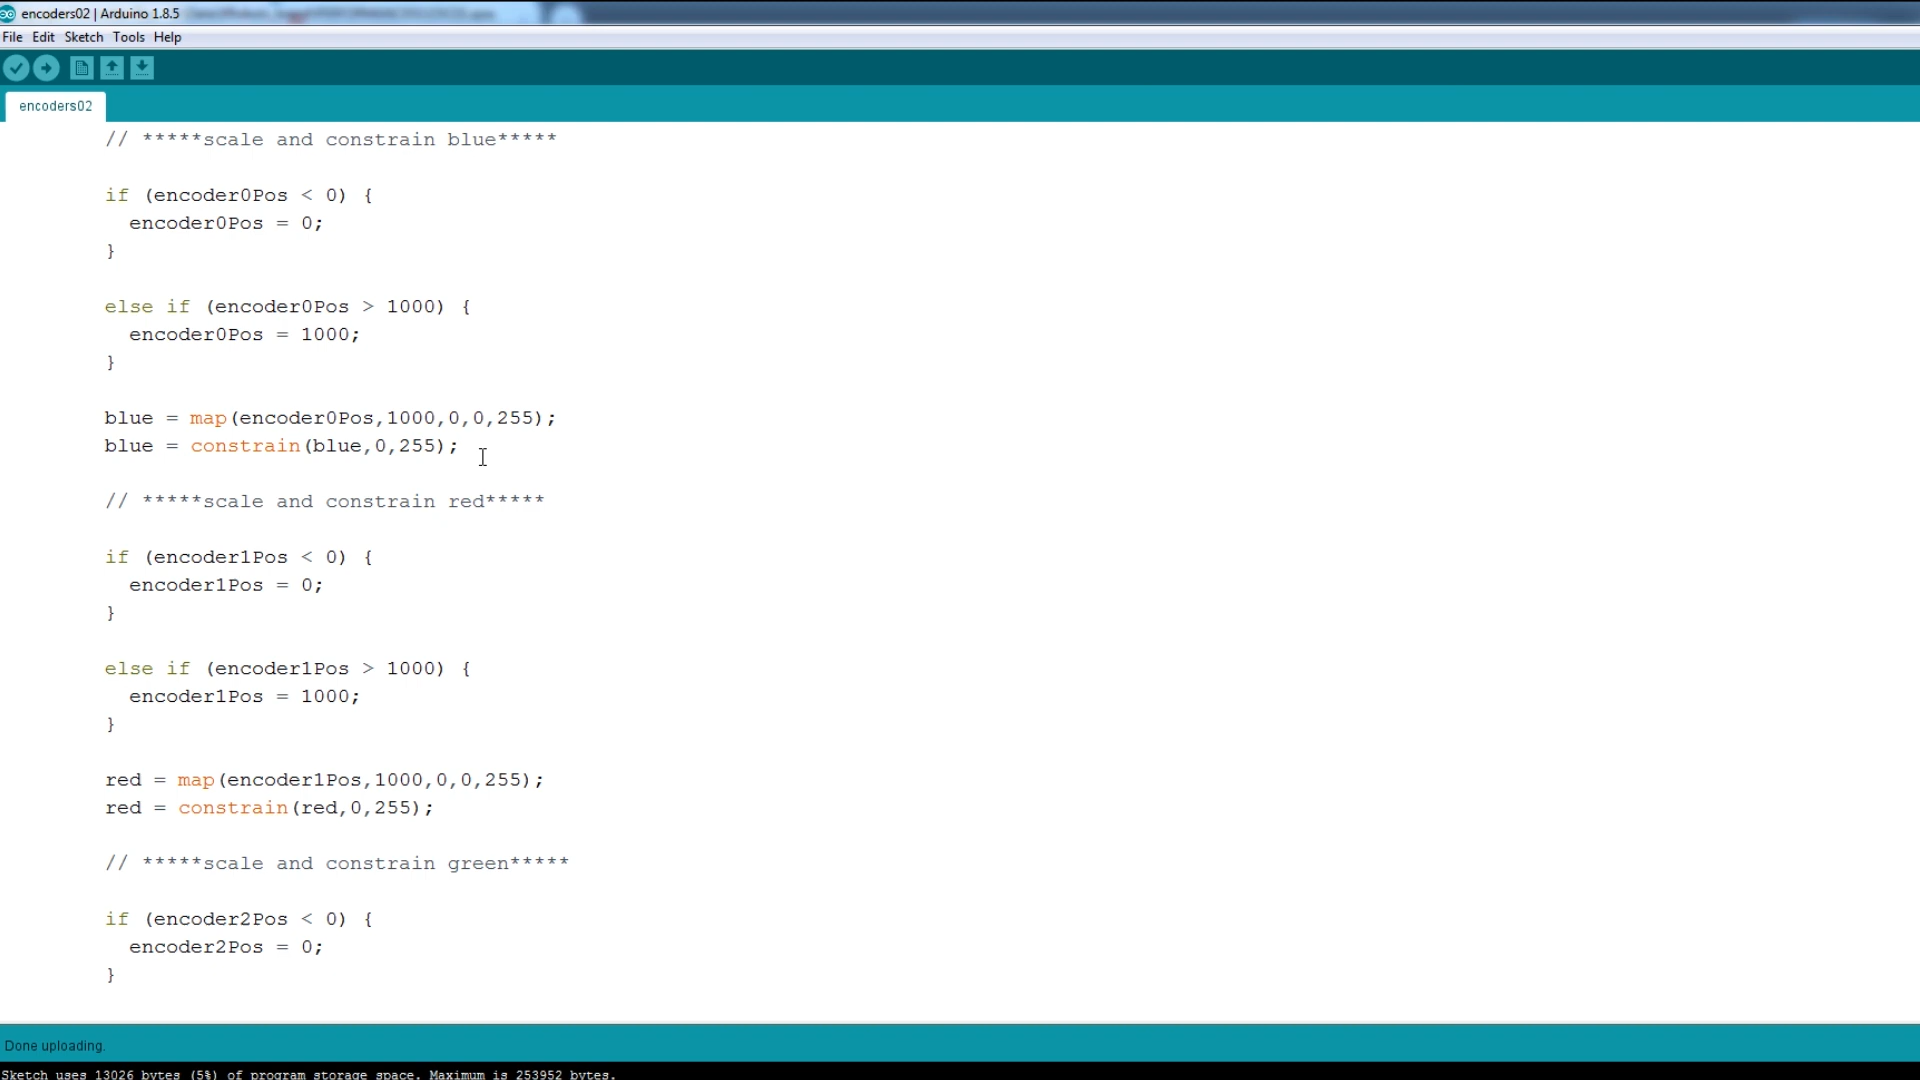 encoders02 | Arduino 1.8.5
File Edit Sketch Tools Help
encoders02
// *****scale and constrain blue*****
if (encoder0Pos < 0) {
encoder0Pos = 0;
}
else if (encoder0Pos > 1000) {
encoder0Pos = 1000;
}
blue = map(encoder0Pos,1000,0,0,255);
blue = constrain(blue,0,255);
// *****scale and constrain red*****
if (encoder1Pos < 0) {
encoder1Pos = 0;
}
else if (encoder1Pos > 1000) {
encoder1Pos = 1000;
}
red = map(encoder1Pos,1000,0,0,255);
red = constrain(red,0,255);
// *****scale and constrain green*****
if (encoder2Pos < 0) {
encoder2Pos = 0;
}
Done uploading.
Sketch uses 13026 bytes (5%) of program storage space. Maximum is 253952 bytes.